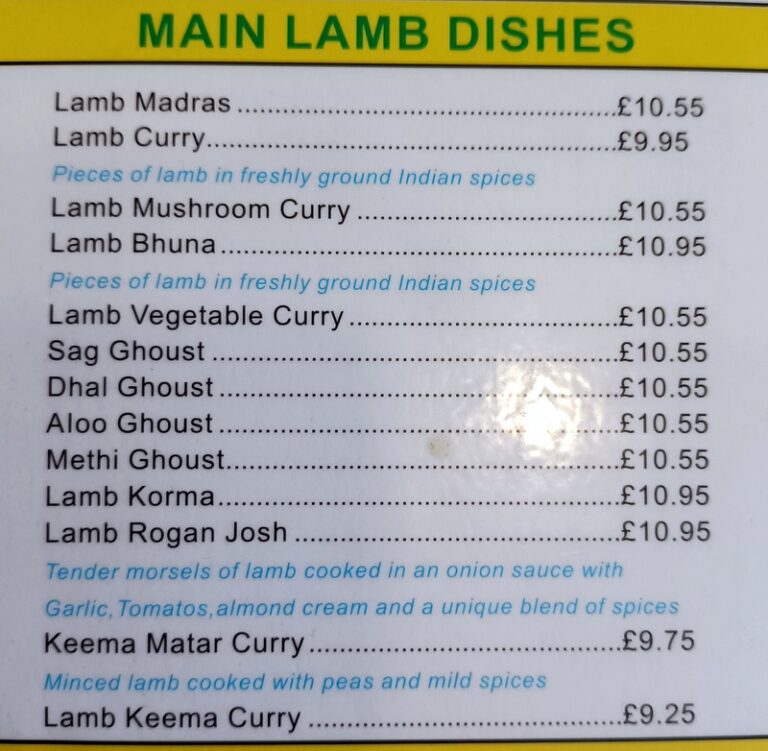 MAIN LAMB DISHES
Lamb Madras ....................................................£10.55
Lamb Curry.......................................................£9.95
Pieces of lamb in freshly ground Indian spices
Lamb Mushroom Curry ..................................£10.55
Lamb Bhuna.....................................................£10.95
Pieces of lamb in freshly ground Indian spices
Lamb Vegetable Curry....................................£10.55
Sag Ghoust ......................................................£10.55
Dhal Ghoust.....................................................£10.55
Aloo Ghoust.....................................................£10.55
Methi Ghoust....................................................£10.55
Lamb Korma.....................................................£10.95
Lamb Rogan Josh ...........................................£10.95
Tender morsels of lamb cooked in an onion sauce with
Garlic,Tomatos,almond cream and a unique blend of spices
Keema Matar Curry.........................................£9.75
Minced lamb cooked with peas and mild spices
Lamb Keema Curry .........................................£9.25